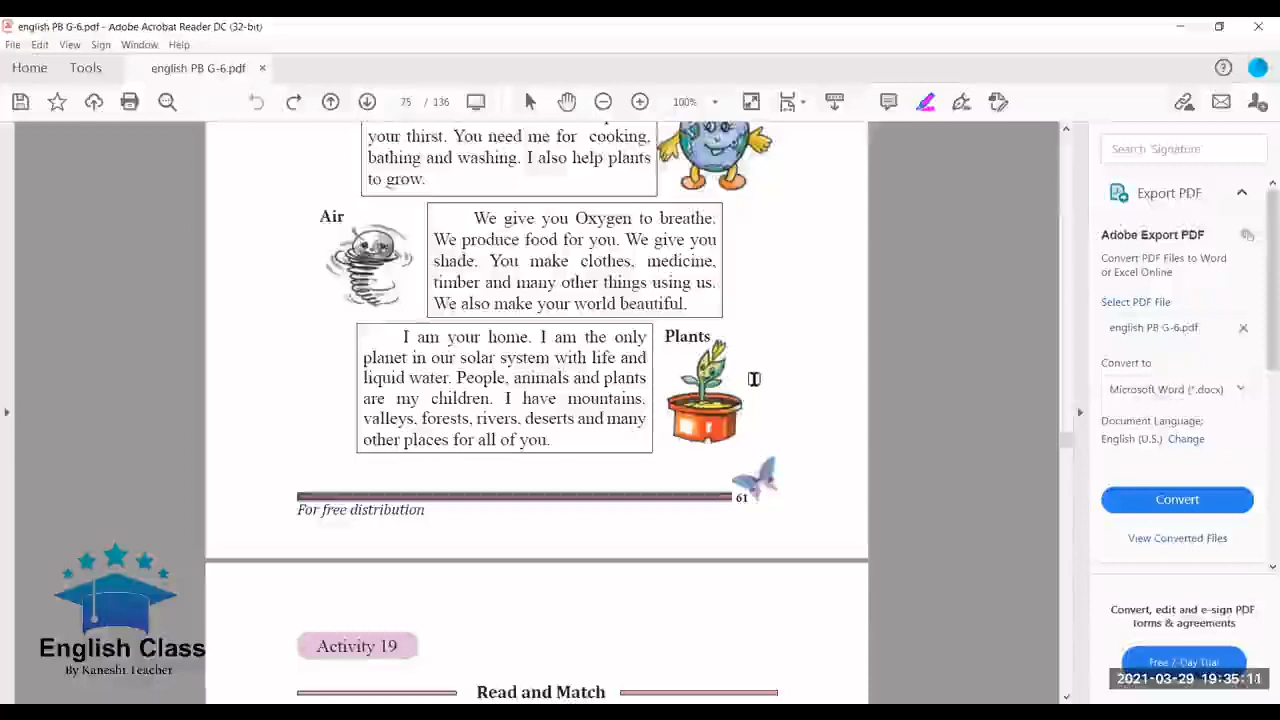 english PB G-6.pdf - Adobe Acrobat Reader DC (32-bit)
File Edit View Sign Window Help
Home Tools english PB G-6.pdf ×
75 / 136 100%
your thirst. You need me for cooking,
bathing and washing. I also help plants
to grow.
Air
We give you Oxygen to breathe.
We produce food for you. We give you
shade. You make clothes, medicine,
timber and many other things using us.
We also make your world beautiful.
I am your home. I am the only
planet in our solar system with life and
liquid water. People, animals and plants
are my children. I have mountains,
valleys, forests, rivers, deserts and many
other places for all of you.
Plants
61
For free distribution
Activity 19
Read and Match
English Class
By Kaneshi Teacher
Search 'Signature'
Export PDF
Adobe Export PDF
Convert PDF Files to Word
or Excel Online
Select PDF File
english PB G-6.pdf
Convert to
Microsoft Word (*.docx)
Document Language:
English (U.S.) Change
Convert
View Converted Files
Convert, edit and e-sign PDF
forms & agreements
Free 7-Day Trial